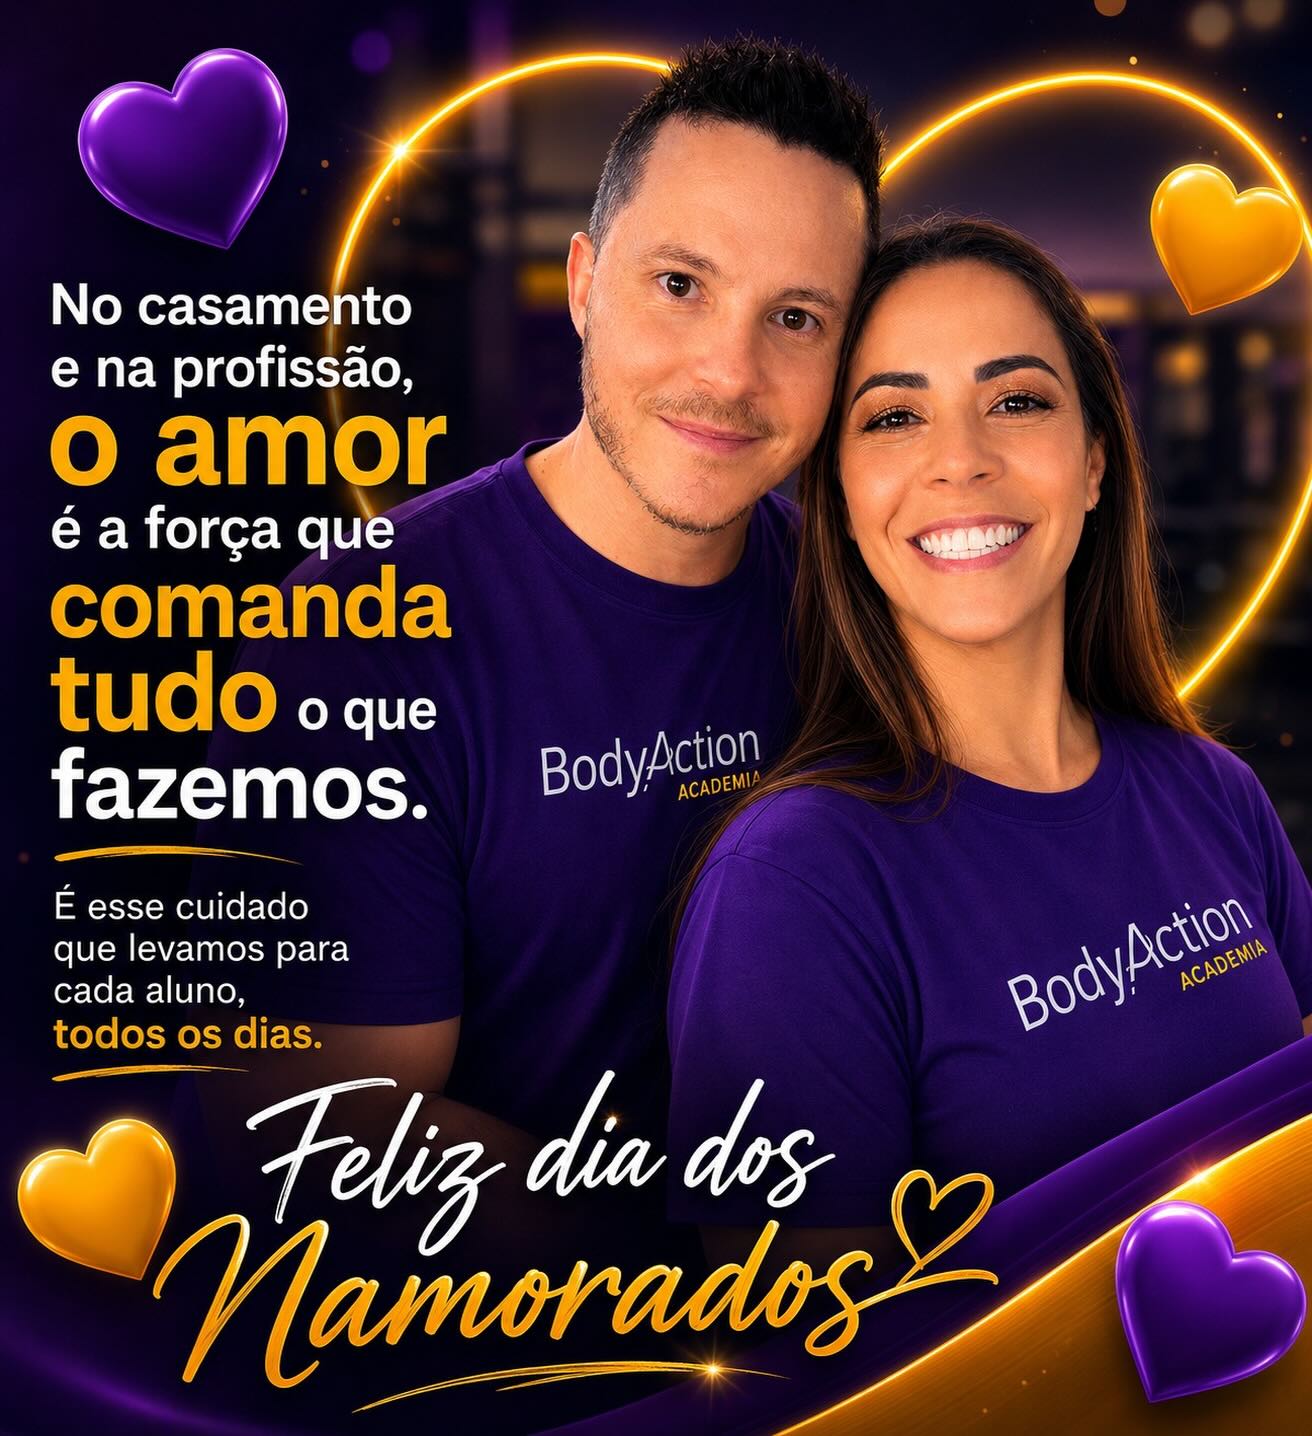 No casamento
e na profissão,
o amor
é a força que
comanda
tudo o que
fazemos.
É esse cuidado
que levamos para
cada aluno,
todos os dias.
Feliz dia dos
Namorados
BodyAction
ACADEMIA
BodyAction
ACADEMIA